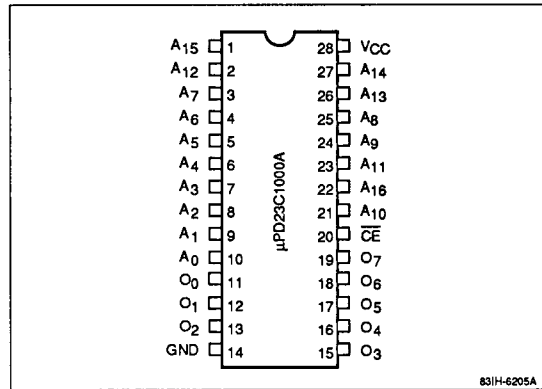 A15 1 28 VCC
A12 2 27 A14
A7 3 26 A13
A6 4 25 A8
A5 5 24 A9
A4 6 23 A11
A3 7 22 A16
A2 8 21 A10
A1 9 20 C̅E̅
A0 10 19 O7
O0 11 18 O6
O1 12 17 O5
O2 13 16 O4
GND 14 15 O3
µPD23C1000A
83IH-6205A